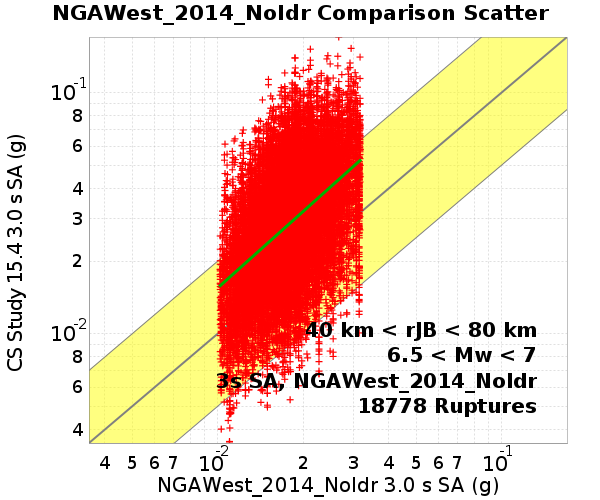 NGAWest_2014_NoIdr Comparison Scatter
CS Study 15.4 3.0 s SA (g)
10-1
8
6
4
3
2
10-2
8
6
4
40 km < rJB < 80 km
6.5 < Mw < 7
3s SA, NGAWest_2014_NoIdr
18778 Ruptures
4 5 6 7 10-2 2 3 4 5 6 7 10-1
NGAWest_2014_NoIdr 3.0 s SA (g)